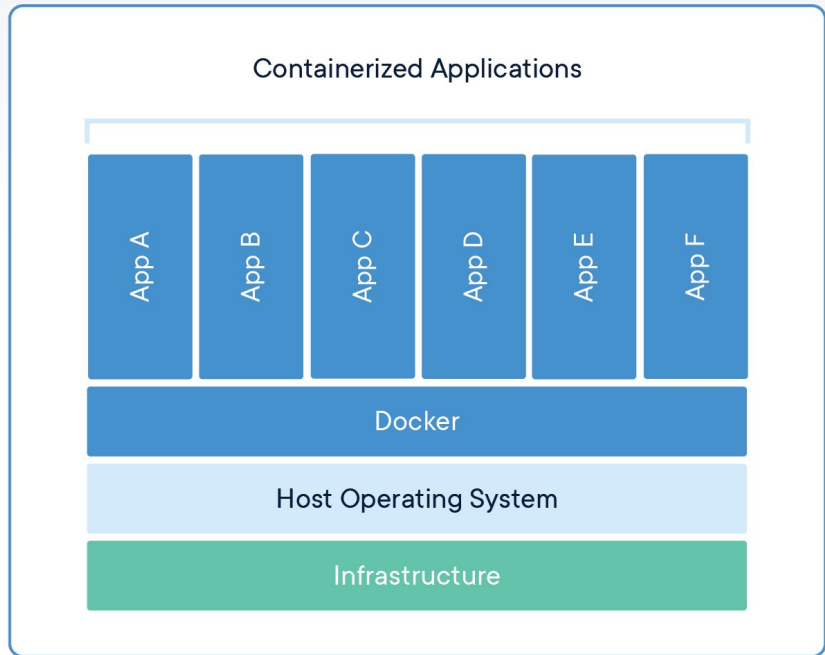 Containerized Applications
App A
App B
App C
App D
App E
App F
Docker
Host Operating System
Infrastructure